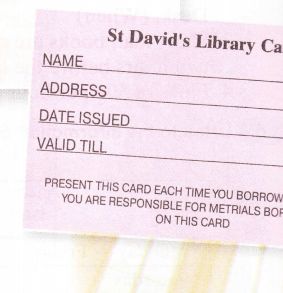 St David's Library Ca
NAME
ADDRESS
DATE ISSUED
VALID TILL
PRESENT THIS CARD EACH TIME YOU BORROW
YOU ARE RESPONSIBLE FOR METRIALS BOR
ON THIS CARD